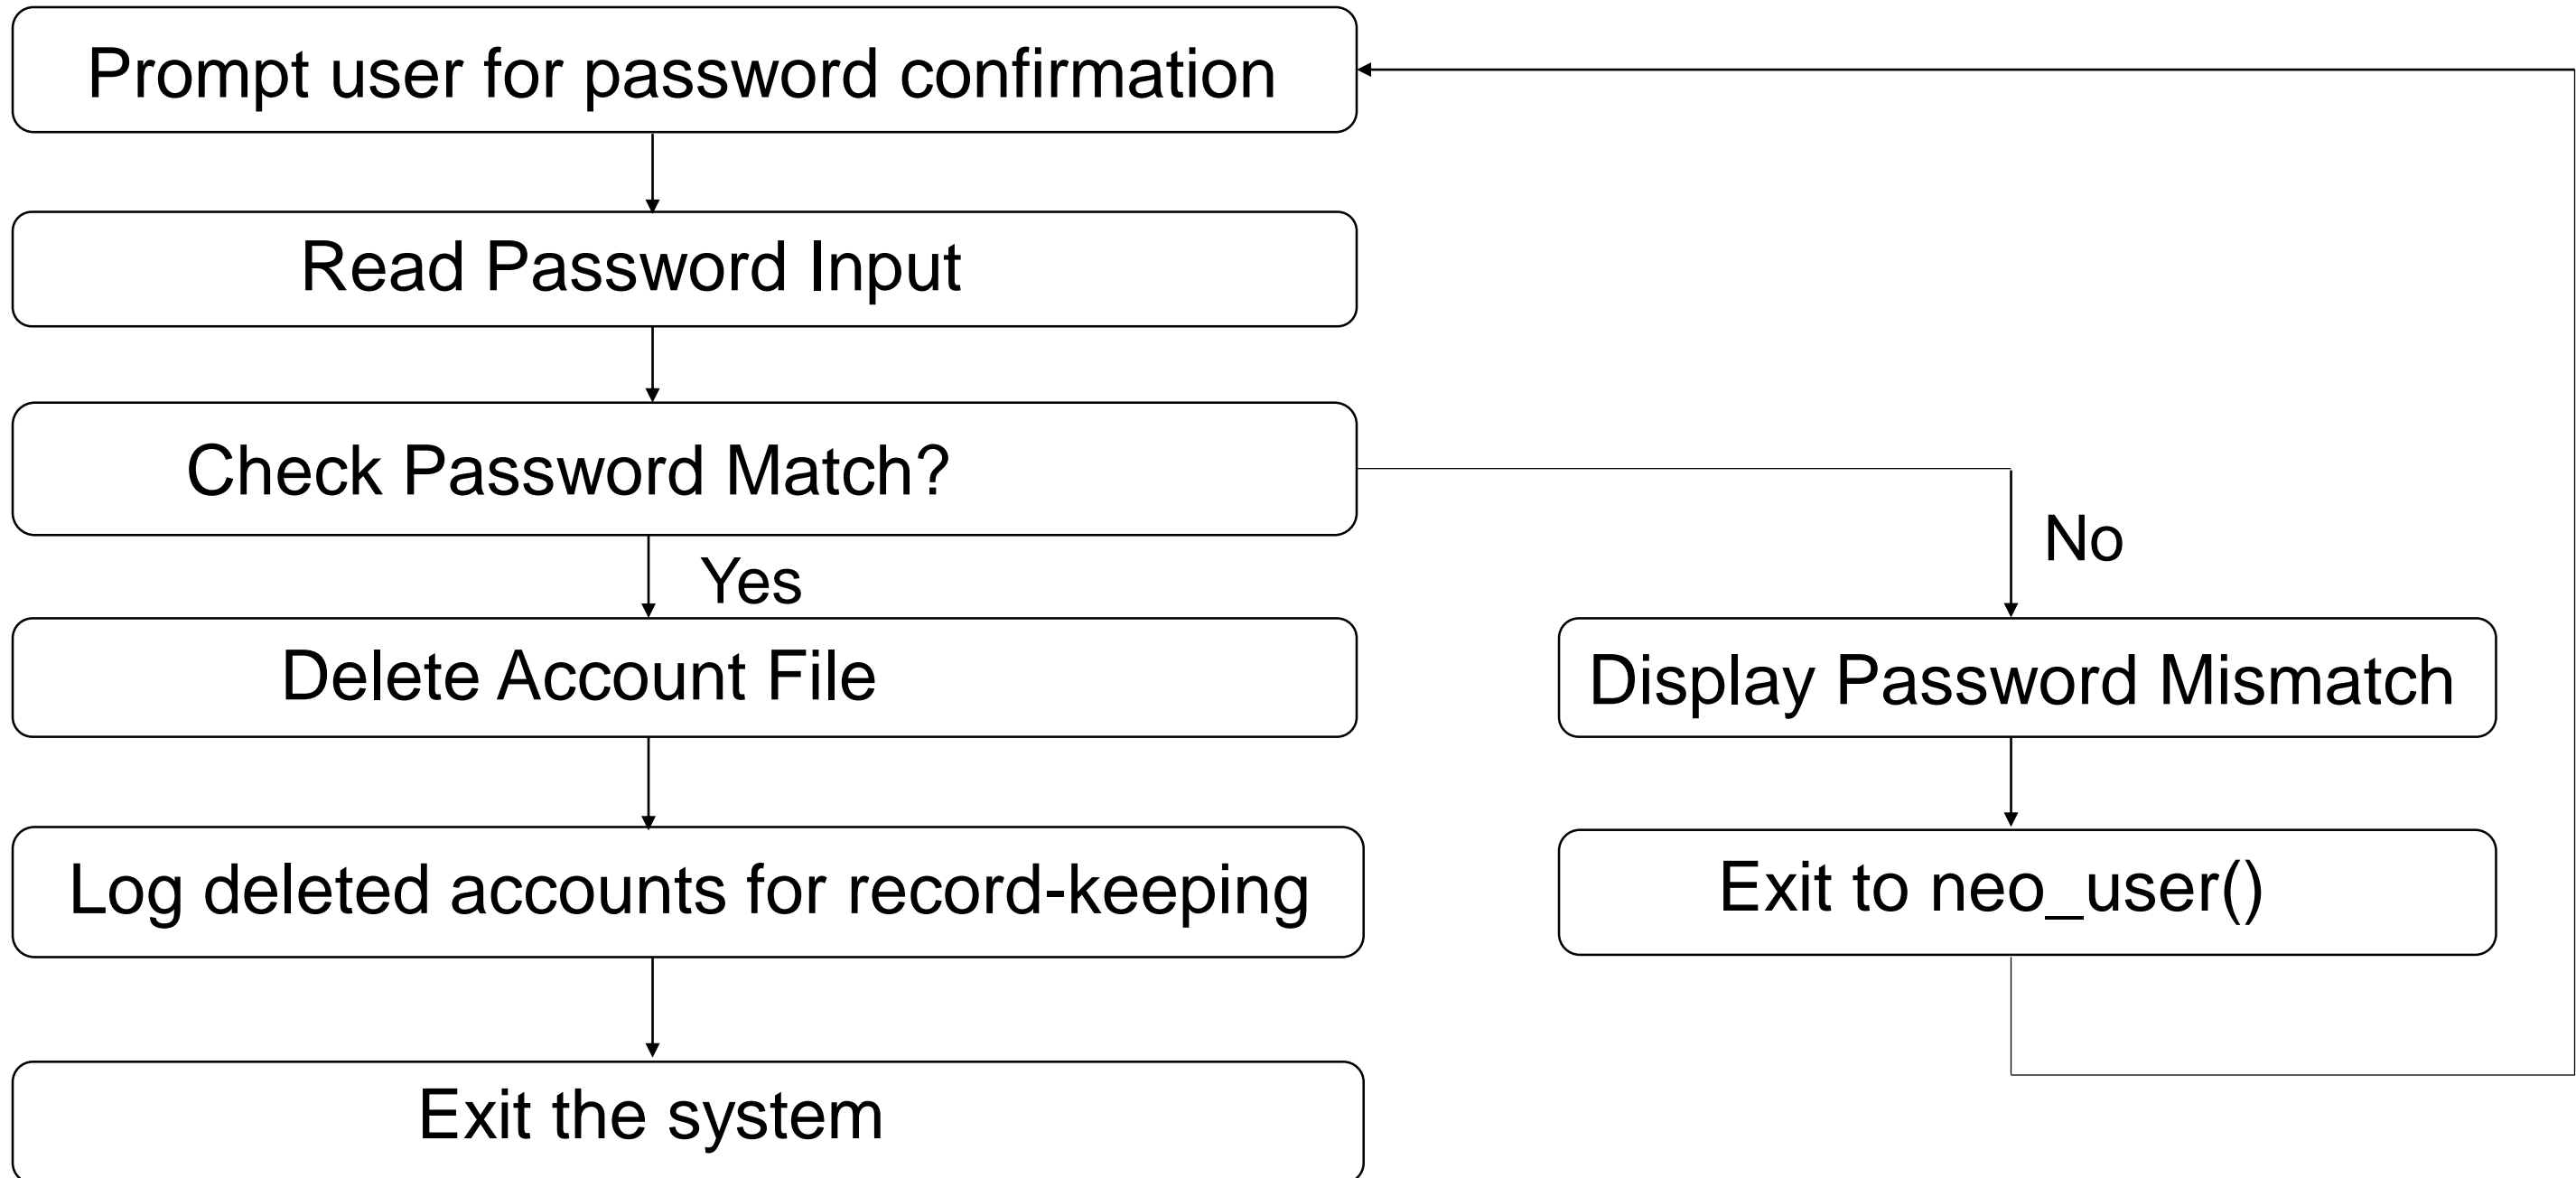 Prompt user for password confirmation
Read Password Input
Check Password Match?
Yes
No
Delete Account File
Display Password Mismatch
Log deleted accounts for record-keeping
Exit to neo_user()
Exit the system